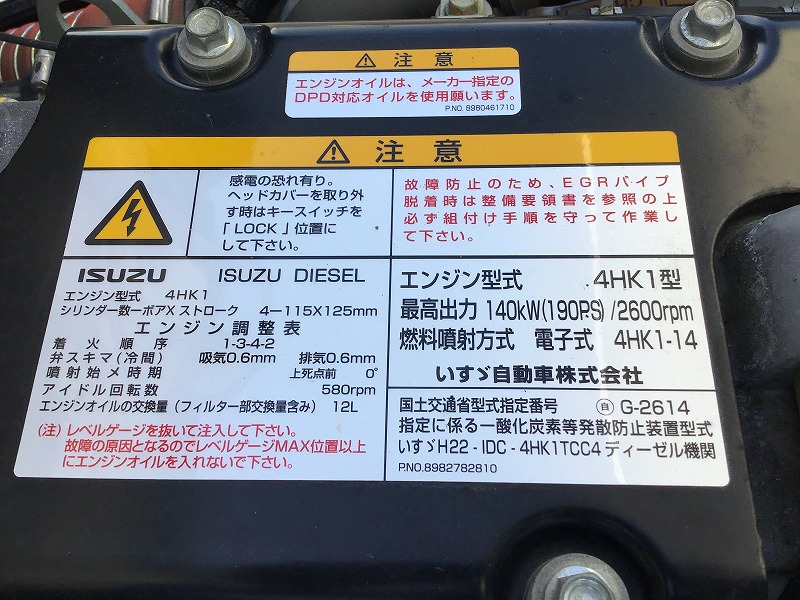 注意
エンジンオイルは、メーカー指定の
DPD対応オイルを使用願います。
P.NO. 8980461710
注意
感電の恐れ有り。
ヘッドカバーを取り外
す時はキースイッチを
「LOCK」位置に
して下さい。
故障防止のため、EGRパイプ
脱着時は整備要領書を参照の上
必ず組付け手順を守って作業し
て下さい。
ISUZU ISUZU DIESEL
エンジン型式 4HK1
シリンダー数ーボアX ストローク 4ー115X125mm
エンジン調整表
着火順序 1-3-4-2
弁スキマ(冷間) 吸気0.6mm 排気0.6mm
噴射始メ時期 上死点前 0°
アイドル回転数 580rpm
エンジンオイルの交換量(フィルター部交換量含み) 12L
(注)レベルゲージを抜いて注入して下さい。
故障の原因となるのでレベルゲージMAX位置以上
にエンジンオイルを入れないで下さい。
エンジン型式 4HK1型
最高出力 140kW(190PS)/2600rpm
燃料噴射方式 電子式 4HK1-14
いすゞ自動車株式会社
国土交通省型式指定番号 ㊂ G-2614
指定に係る一酸化炭素等発散防止装置型式
いすゞH22-IDC-4HK1TCC4ディーゼル機関
P.NO.8982782810